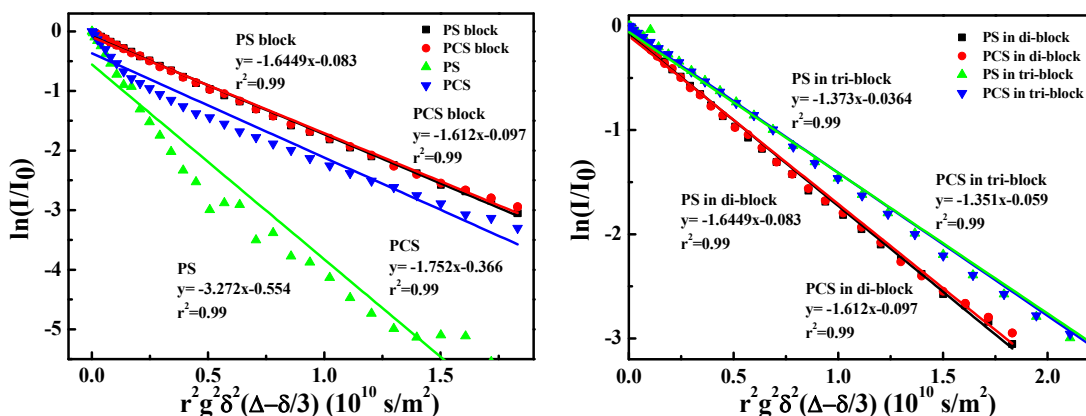 0
-1
-2
-3
-4
-5
ln(I/I₀)
0.0
0.5
1.0
1.5
r²g²δ²(Δ−δ/3) (10¹⁰ s/m²)
PS block
y= -1.6449x-0.083
r²=0.99
PS block
PCS block
PS
PCS
PCS block
y= -1.612x-0.097
r²=0.99
PS
y= -3.272x-0.554
r²=0.99
PCS
y= -1.752x-0.366
r²=0.99
0
-1
-2
-3
ln(I/I₀)
0.0
0.5
1.0
1.5
2.0
r²g²δ²(Δ−δ/3) (10¹⁰ s/m²)
PS in di-block
PCS in di-block
PS in tri-block
PCS in tri-block
PS in tri-block
y= -1.373x-0.0364
r²=0.99
PCS in tri-block
y= -1.351x-0.059
r²=0.99
PS in di-block
y= -1.6449x-0.083
r²=0.99
PCS in di-block
y= -1.612x-0.097
r²=0.99